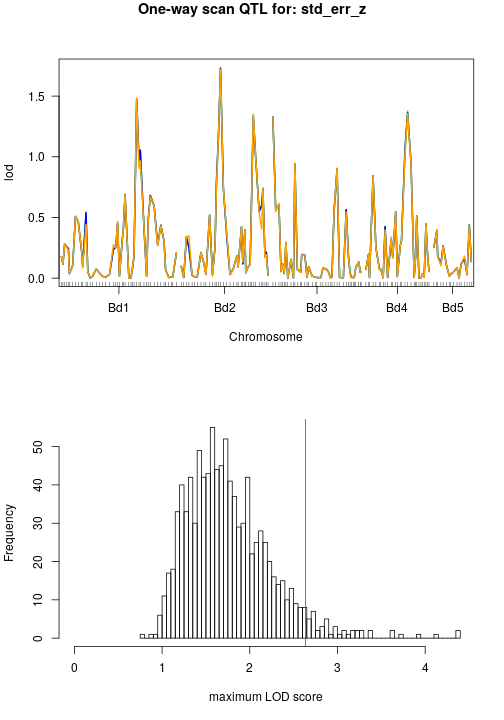 One-way scan QTL for: std_err_z
lod
1.5
1.0
0.5
0.0
Bd1 Bd2 Bd3 Bd4 Bd5
Chromosome
Frequency
50
40
30
20
10
0
0 1 2 3 4
maximum LOD score